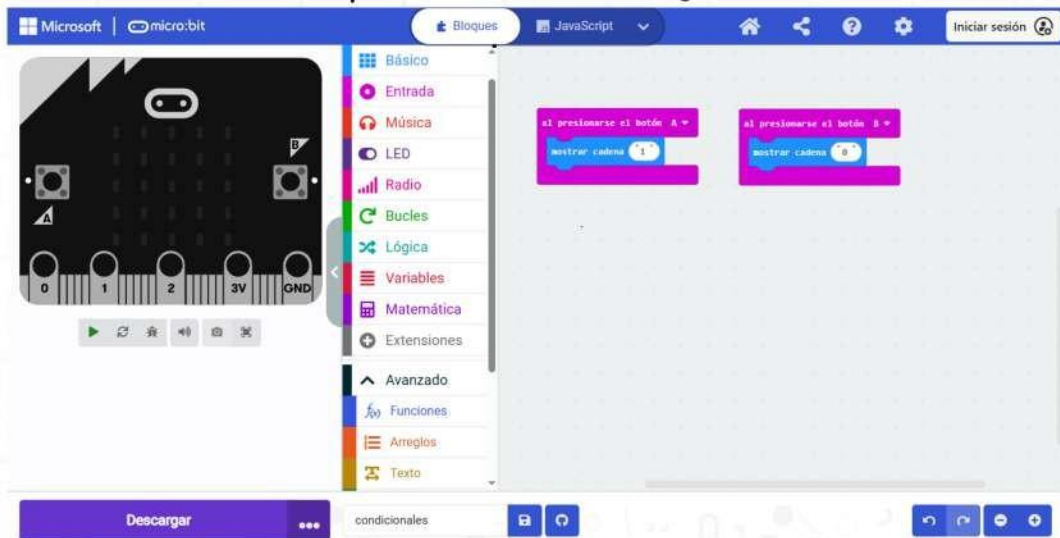 Microsoft | micro:bit
Bloques
JavaScript
Iniciar sesión
B
A
0 1 2 3V GND
Básico
Entrada
Música
LED
Radio
Bucles
Lógica
Variables
Matemática
Extensiones
Avanzado
f(x) Funciones
Arreglos
Texto
al presionarse el botón A
mostrar cadena "1"
al presionarse el botón B
mostrar cadena "0"
Descargar
condicionales